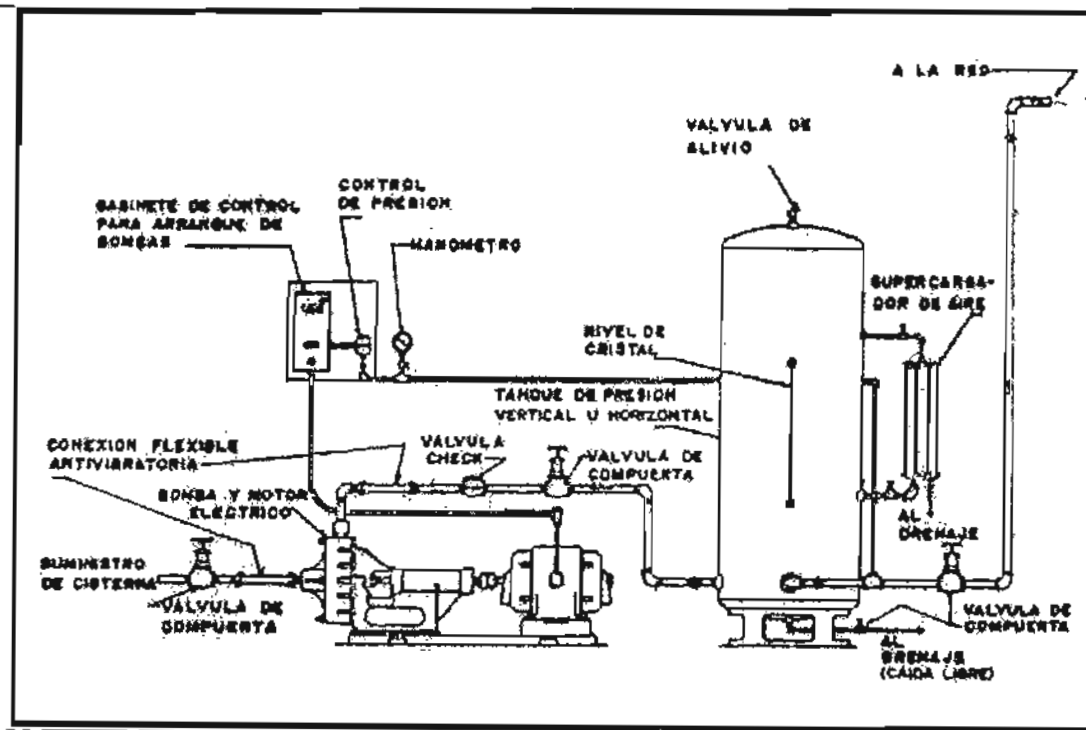 A LA RED
VALVULA DE
ALIVIO
CONTROL
DE PRESION
GABINETE DE CONTROL
PARA ARRANQUE DE
BOMBAS
MANOMETRO
SUPERCARGA-
DOR DE AIRE
NIVEL DE
CRISTAL
TANQUE DE PRESION
VERTICAL U HORIZONTAL
CONEXION FLEXIBLE
ANTIVIBRATORIA
VALVULA
CHECK
VALVULA DE
COMPUERTA
BOMBA Y MOTOR
ELECTRICO
AL
DRENAJE
SUMINISTRO
DE CISTERNA
VALVULA DE
COMPUERTA
VALVULA DE
COMPUERTA
AL
DRENAJE
(CAIDA LIBRE)